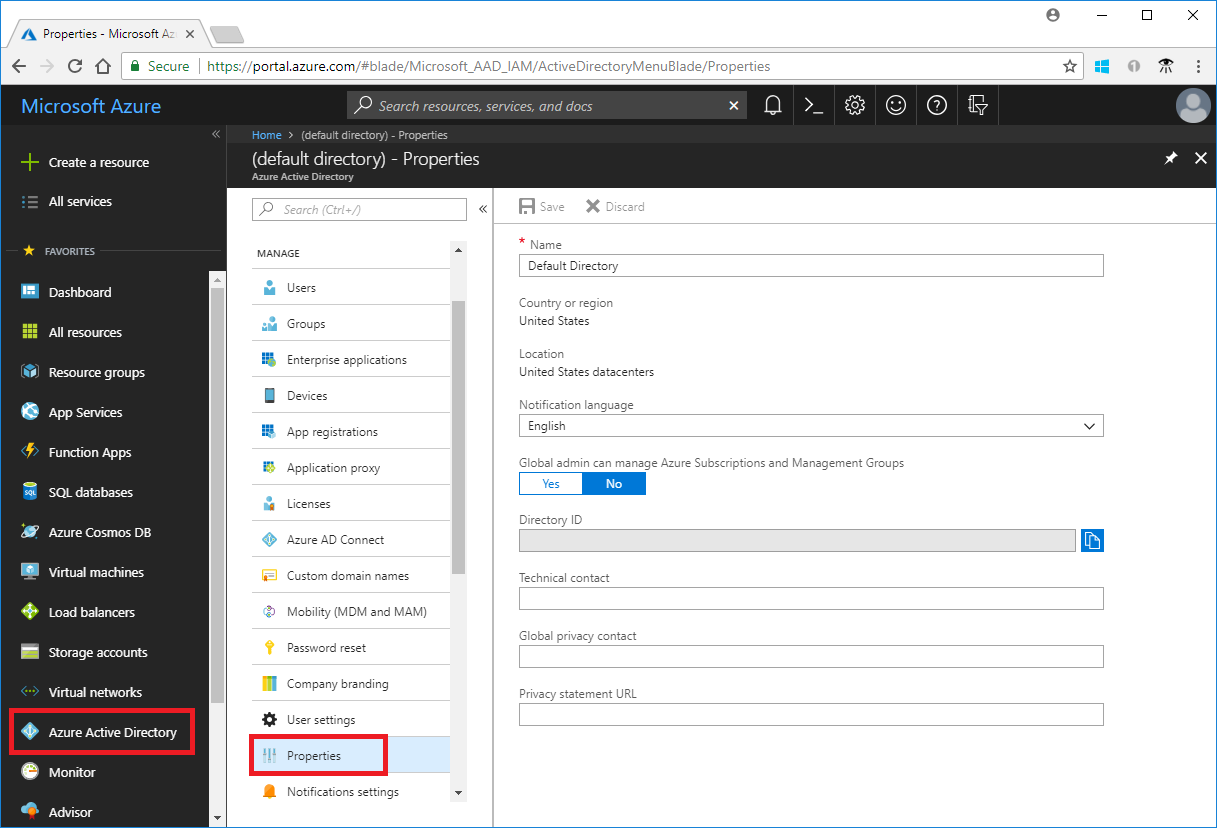 Properties - Microsoft Az
Secure
https://portal.azure.com/#blade/Microsoft_AAD_IAM/ActiveDirectoryMenuBlade/Properties
Microsoft Azure
Search resources, services, and docs
Create a resource
All services
FAVORITES
Dashboard
All resources
Resource groups
App Services
Function Apps
SQL
SQL databases
Azure Cosmos DB
Virtual machines
Load balancers
Storage accounts
Virtual networks
Azure Active Directory
Monitor
Advisor
Home > (default directory) - Properties
(default directory) - Properties
Azure Active Directory
Search (Ctrl+/)
MANAGE
Users
Groups
Enterprise applications
Devices
App registrations
Application proxy
Licenses
Azure AD Connect
Custom domain names
Mobility (MDM and MAM)
Password reset
Company branding
User settings
Properties
Notifications settings
Save
Discard
* Name
Default Directory
Country or region
United States
Location
United States datacenters
Notification language
English
Global admin can manage Azure Subscriptions and Management Groups
Yes
No
Directory ID
Technical contact
Global privacy contact
Privacy statement URL